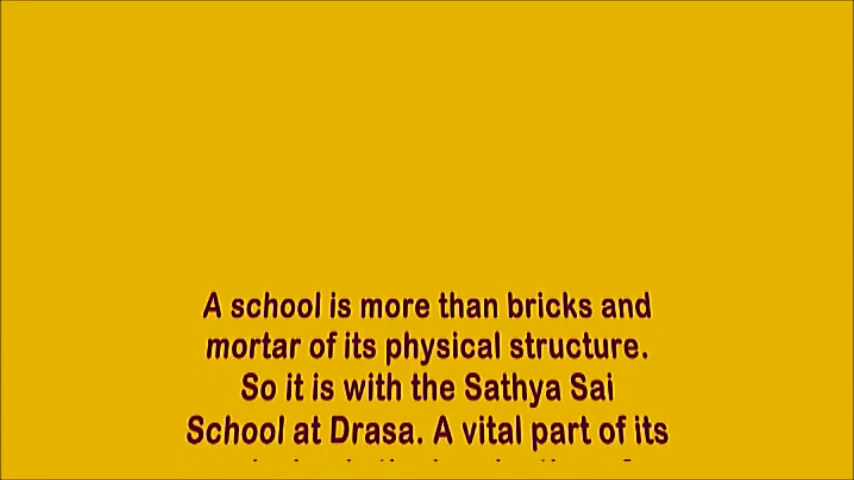 A school is more than bricks and
mortar of its physical structure.
So it is with the Sathya Sai
School at Drasa. A vital part of its